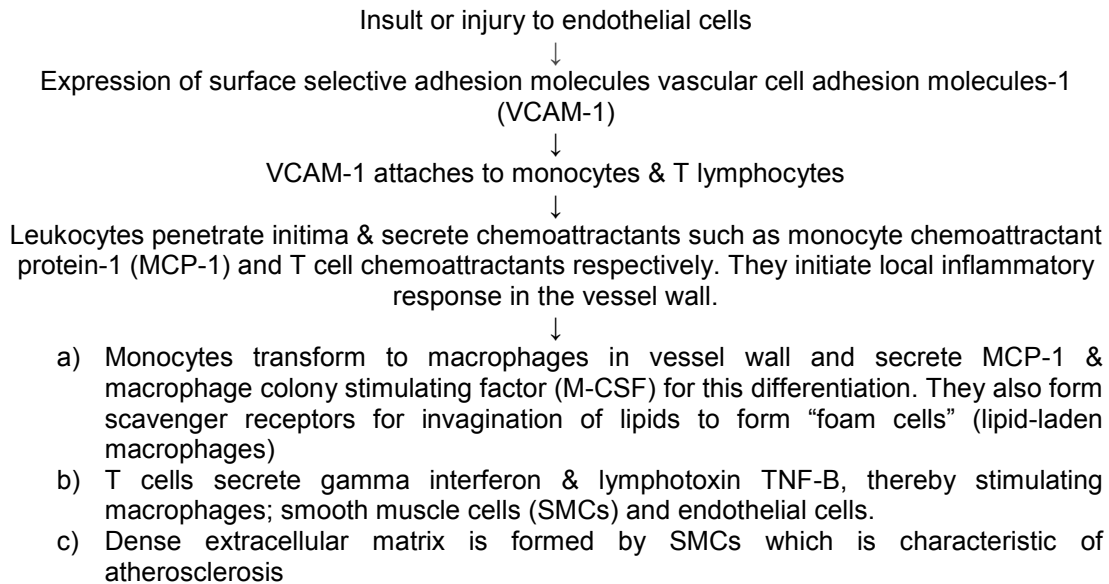 Insult or injury to endothelial cells
↓
Expression of surface selective adhesion molecules vascular cell adhesion molecules-1
(VCAM-1)
↓
VCAM-1 attaches to monocytes & T lymphocytes
↓
Leukocytes penetrate initima & secrete chemoattractants such as monocyte chemoattractant
protein-1 (MCP-1) and T cell chemoattractants respectively. They initiate local inflammatory
response in the vessel wall.
↓
a) Monocytes transform to macrophages in vessel wall and secrete MCP-1 &
macrophage colony stimulating factor (M-CSF) for this differentiation. They also form
scavenger receptors for invagination of lipids to form “foam cells” (lipid-laden
macrophages)
b) T cells secrete gamma interferon & lymphotoxin TNF-B, thereby stimulating
macrophages; smooth muscle cells (SMCs) and endothelial cells.
c) Dense extracellular matrix is formed by SMCs which is characteristic of
atherosclerosis